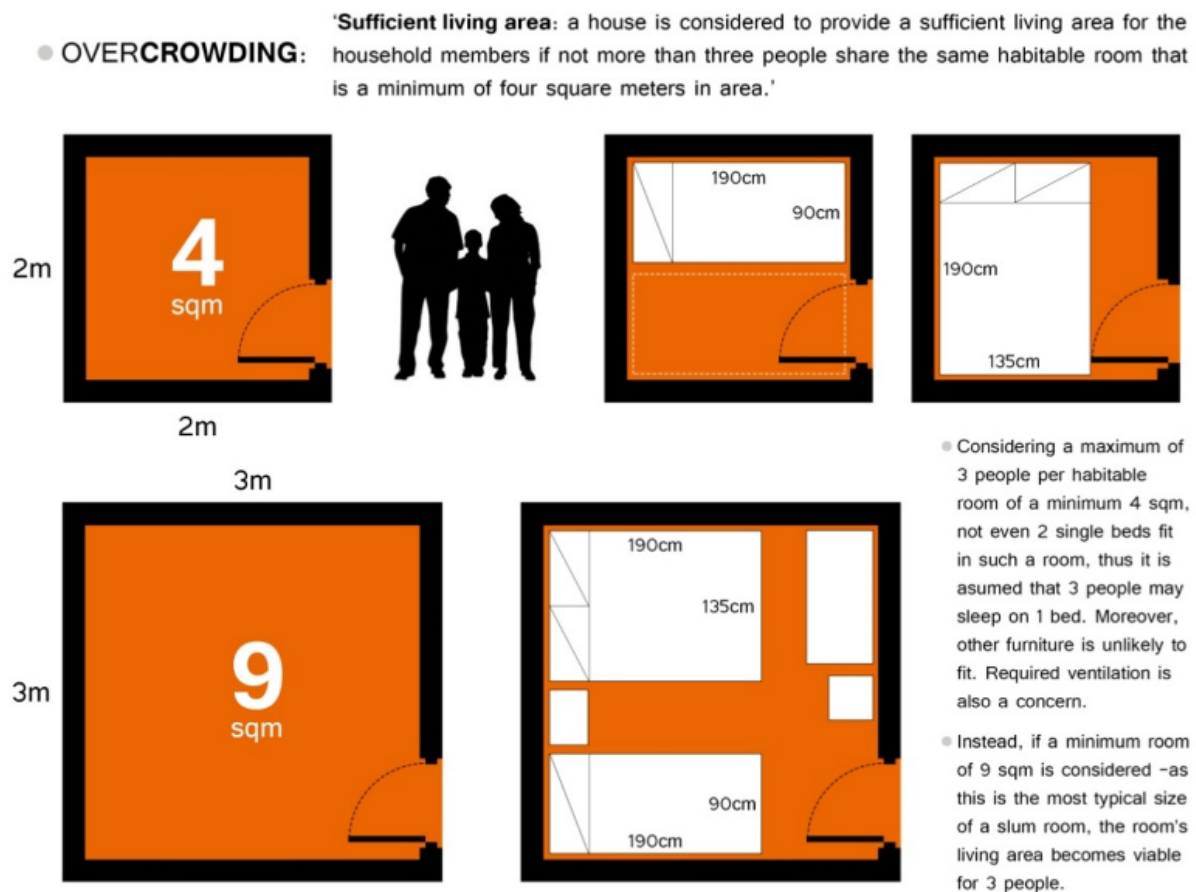 'Sufficient living area: a house is considered to provide a sufficient living area for the
OVERCROWDING: household members if not more than three people share the same habitable room that
is a minimum of four square meters in area.'
4
sqm
2m
2m
190cm
90cm
190cm
135cm
3m
9
sqm
3m
190cm
135cm
90cm
190cm
Considering a maximum of
3 people per habitable
room of a minimum 4 sqm,
not even 2 single beds fit
in such a room, thus it is
asumed that 3 people may
sleep on 1 bed. Moreover,
other furniture is unlikely to
fit. Required ventilation is
also a concern.
Instead, if a minimum room
of 9 sqm is considered -as
this is the most typical size
of a slum room, the room's
living area becomes viable
for 3 people.